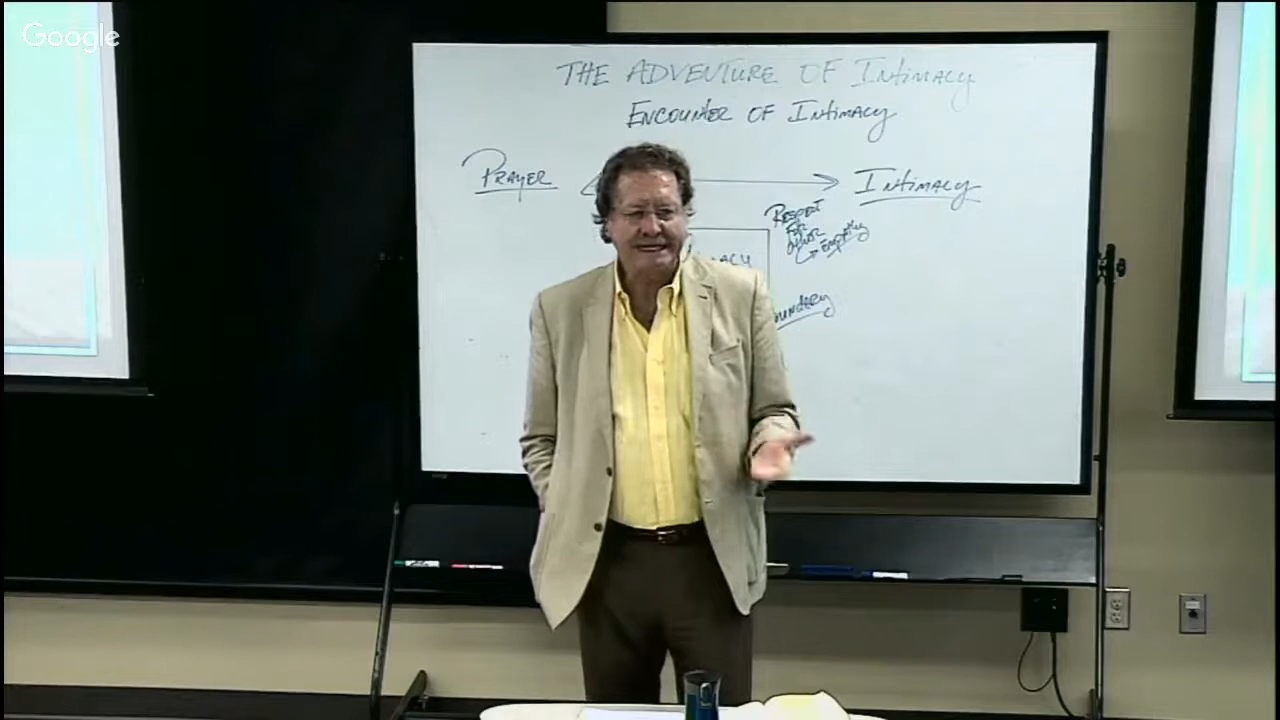 Google
THE ADVENTURE OF INTIMACY
ENCOUNTER OF INTIMACY
PRAYER
INTIMACY
RESPECT
FOR
OTHER
EMPATHY